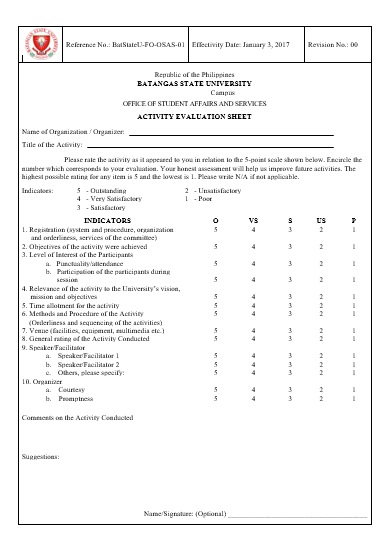 Reference No.: BatStateU-FO-OSAS-01 Effectivity Date: January 3, 2017 Revision No.: 00
Republic of the Philippines
BATANGAS STATE UNIVERSITY
Campus
OFFICE OF STUDENT AFFAIRS AND SERVICES
ACTIVITY EVALUATION SHEET
Name of Organization / Organizer:
Title of the Activity:
Please rate the activity as it appeared to you in relation to the 5-point scale shown below. Encircle the
number which corresponds to your evaluation. Your honest assessment will help us improve future activities. The
highest possible rating for any item is 5 and the lowest is 1. Please write N/A if not applicable.
Indicators: 5 - Outstanding 2 - Unsatisfactory
4 - Very Satisfactory 1 - Poor
3 - Satisfactory
INDICATORS O VS S US P
1. Registration (system and procedure, organization 5 4 3 2 1
and orderliness, services of the committee)
2. Objectives of the activity were achieved 5 4 3 2 1
3. Level of Interest of the Participants
a. Punctuality/attendance 5 4 3 2 1
b. Participation of the participants during
session 5 4 3 2 1
4. Relevance of the activity to the University's vision,
mission and objectives 5 4 3 2 1
5. Time allotment for the activity 5 4 3 2 1
6. Methods and Procedure of the Activity 5 4 3 2 1
(Orderliness and sequencing of the activities)
7. Venue (facilities, equipment, multimedia etc.) 5 4 3 2 1
8. General rating of the Activity Conducted 5 4 3 2 1
9. Speaker/Facilitator
a. Speaker/Facilitator 1 5 4 3 2 1
b. Speaker/Facilitator 2 5 4 3 2 1
c. Others, please specify: 5 4 3 2 1
10. Organizer
a. Courtesy 5 4 3 2 1
b. Promptness 5 4 3 2 1
Comments on the Activity Conducted
Suggestions:
Name/Signature: (Optional)